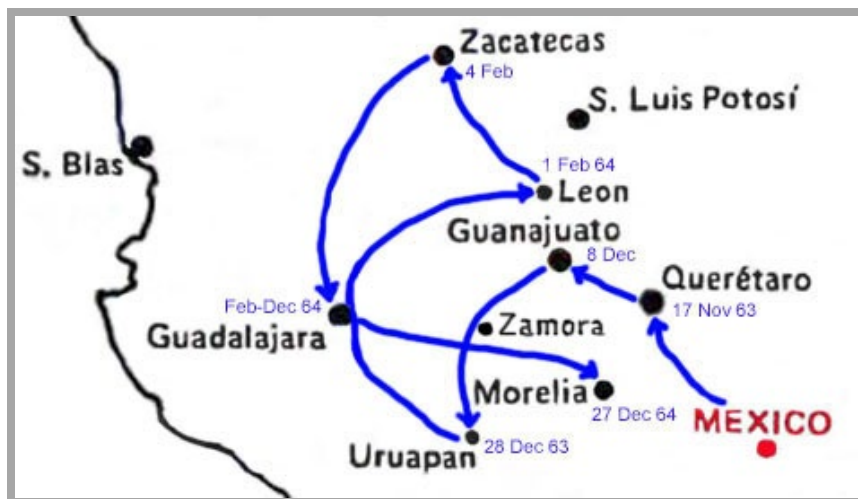 Zacatecas
4 Feb
S. Luis Potosí
S. Blas
1 Feb 64
Leon
Guanajuato
8 Dec
Querétaro
17 Nov 63
Feb-Dec 64
Guadalajara
Zamora
Morelia
27 Dec 64
MEXICO
Uruapan
28 Dec 63